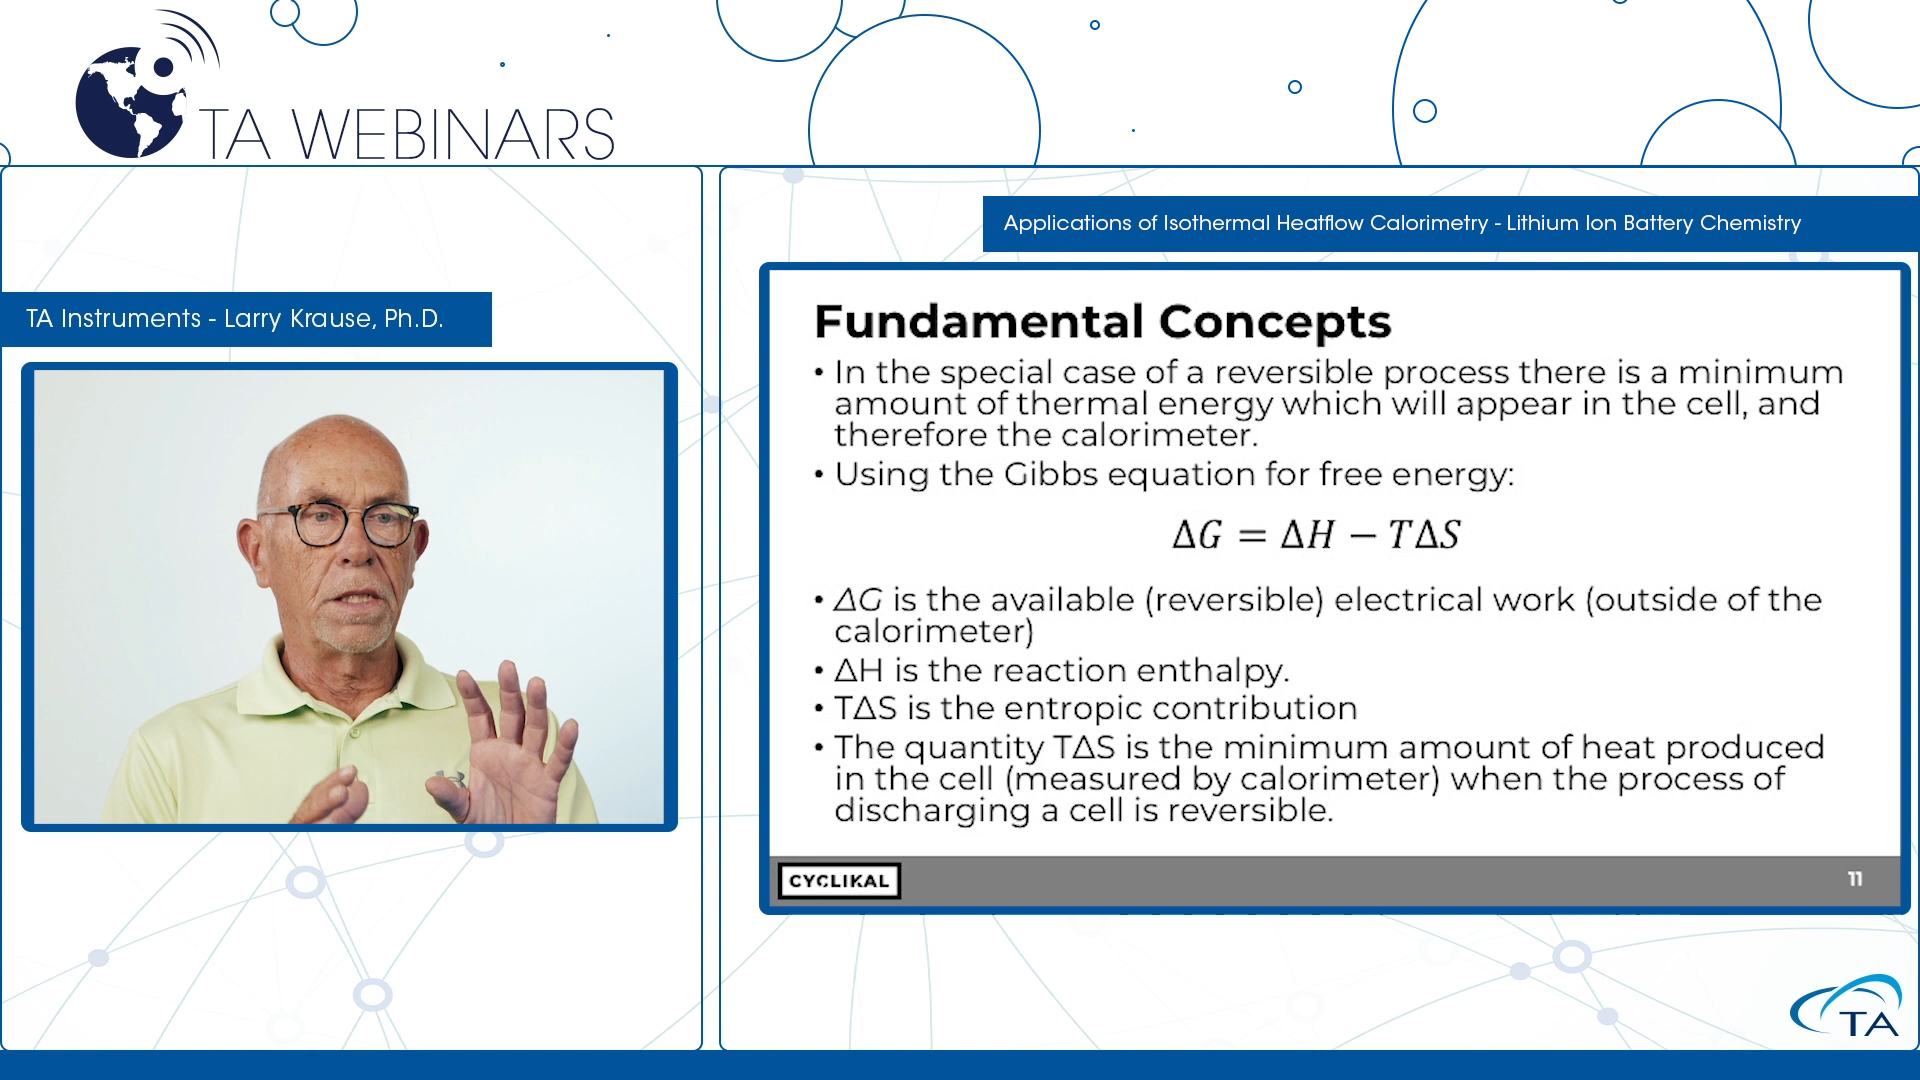 TA WEBINARS
Applications of Isothermal Heatflow Calorimetry - Lithium Ion Battery Chemistry
TA Instruments - Larry Krause, Ph.D.
Fundamental Concepts
• In the special case of a reversible process there is a minimum
amount of thermal energy which will appear in the cell, and
therefore the calorimeter.
• Using the Gibbs equation for free energy:
ΔG = ΔH − TΔS
• ΔG is the available (reversible) electrical work (outside of the
calorimeter)
• ΔH is the reaction enthalpy.
• TΔS is the entropic contribution
• The quantity TΔS is the minimum amount of heat produced
in the cell (measured by calorimeter) when the process of
discharging a cell is reversible.
CYCLIKAL
11
TA